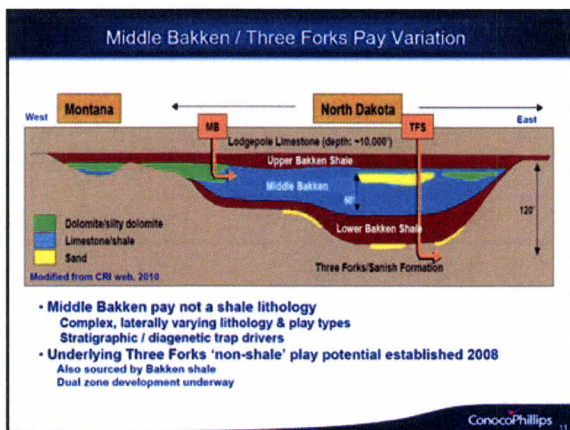 Middle Bakken / Three Forks Pay Variation
Montana
North Dakota
West
East
MB
TFS
Lodgepole Limestone (depth: ~10,000')
Upper Bakken Shale
Middle Bakken
60'
120'
Lower Bakken Shale
Dolomite/silty dolomite
Limestone/shale
Sand
Three Forks/Sanish Formation
Modified from CRI web, 2010
• Middle Bakken pay not a shale lithology
Complex, laterally varying lithology & play types
Stratigraphic / diagenetic trap drivers
• Underlying Three Forks 'non-shale' play potential established 2008
Also sourced by Bakken shale
Dual zone development underway
ConocoPhillips
11